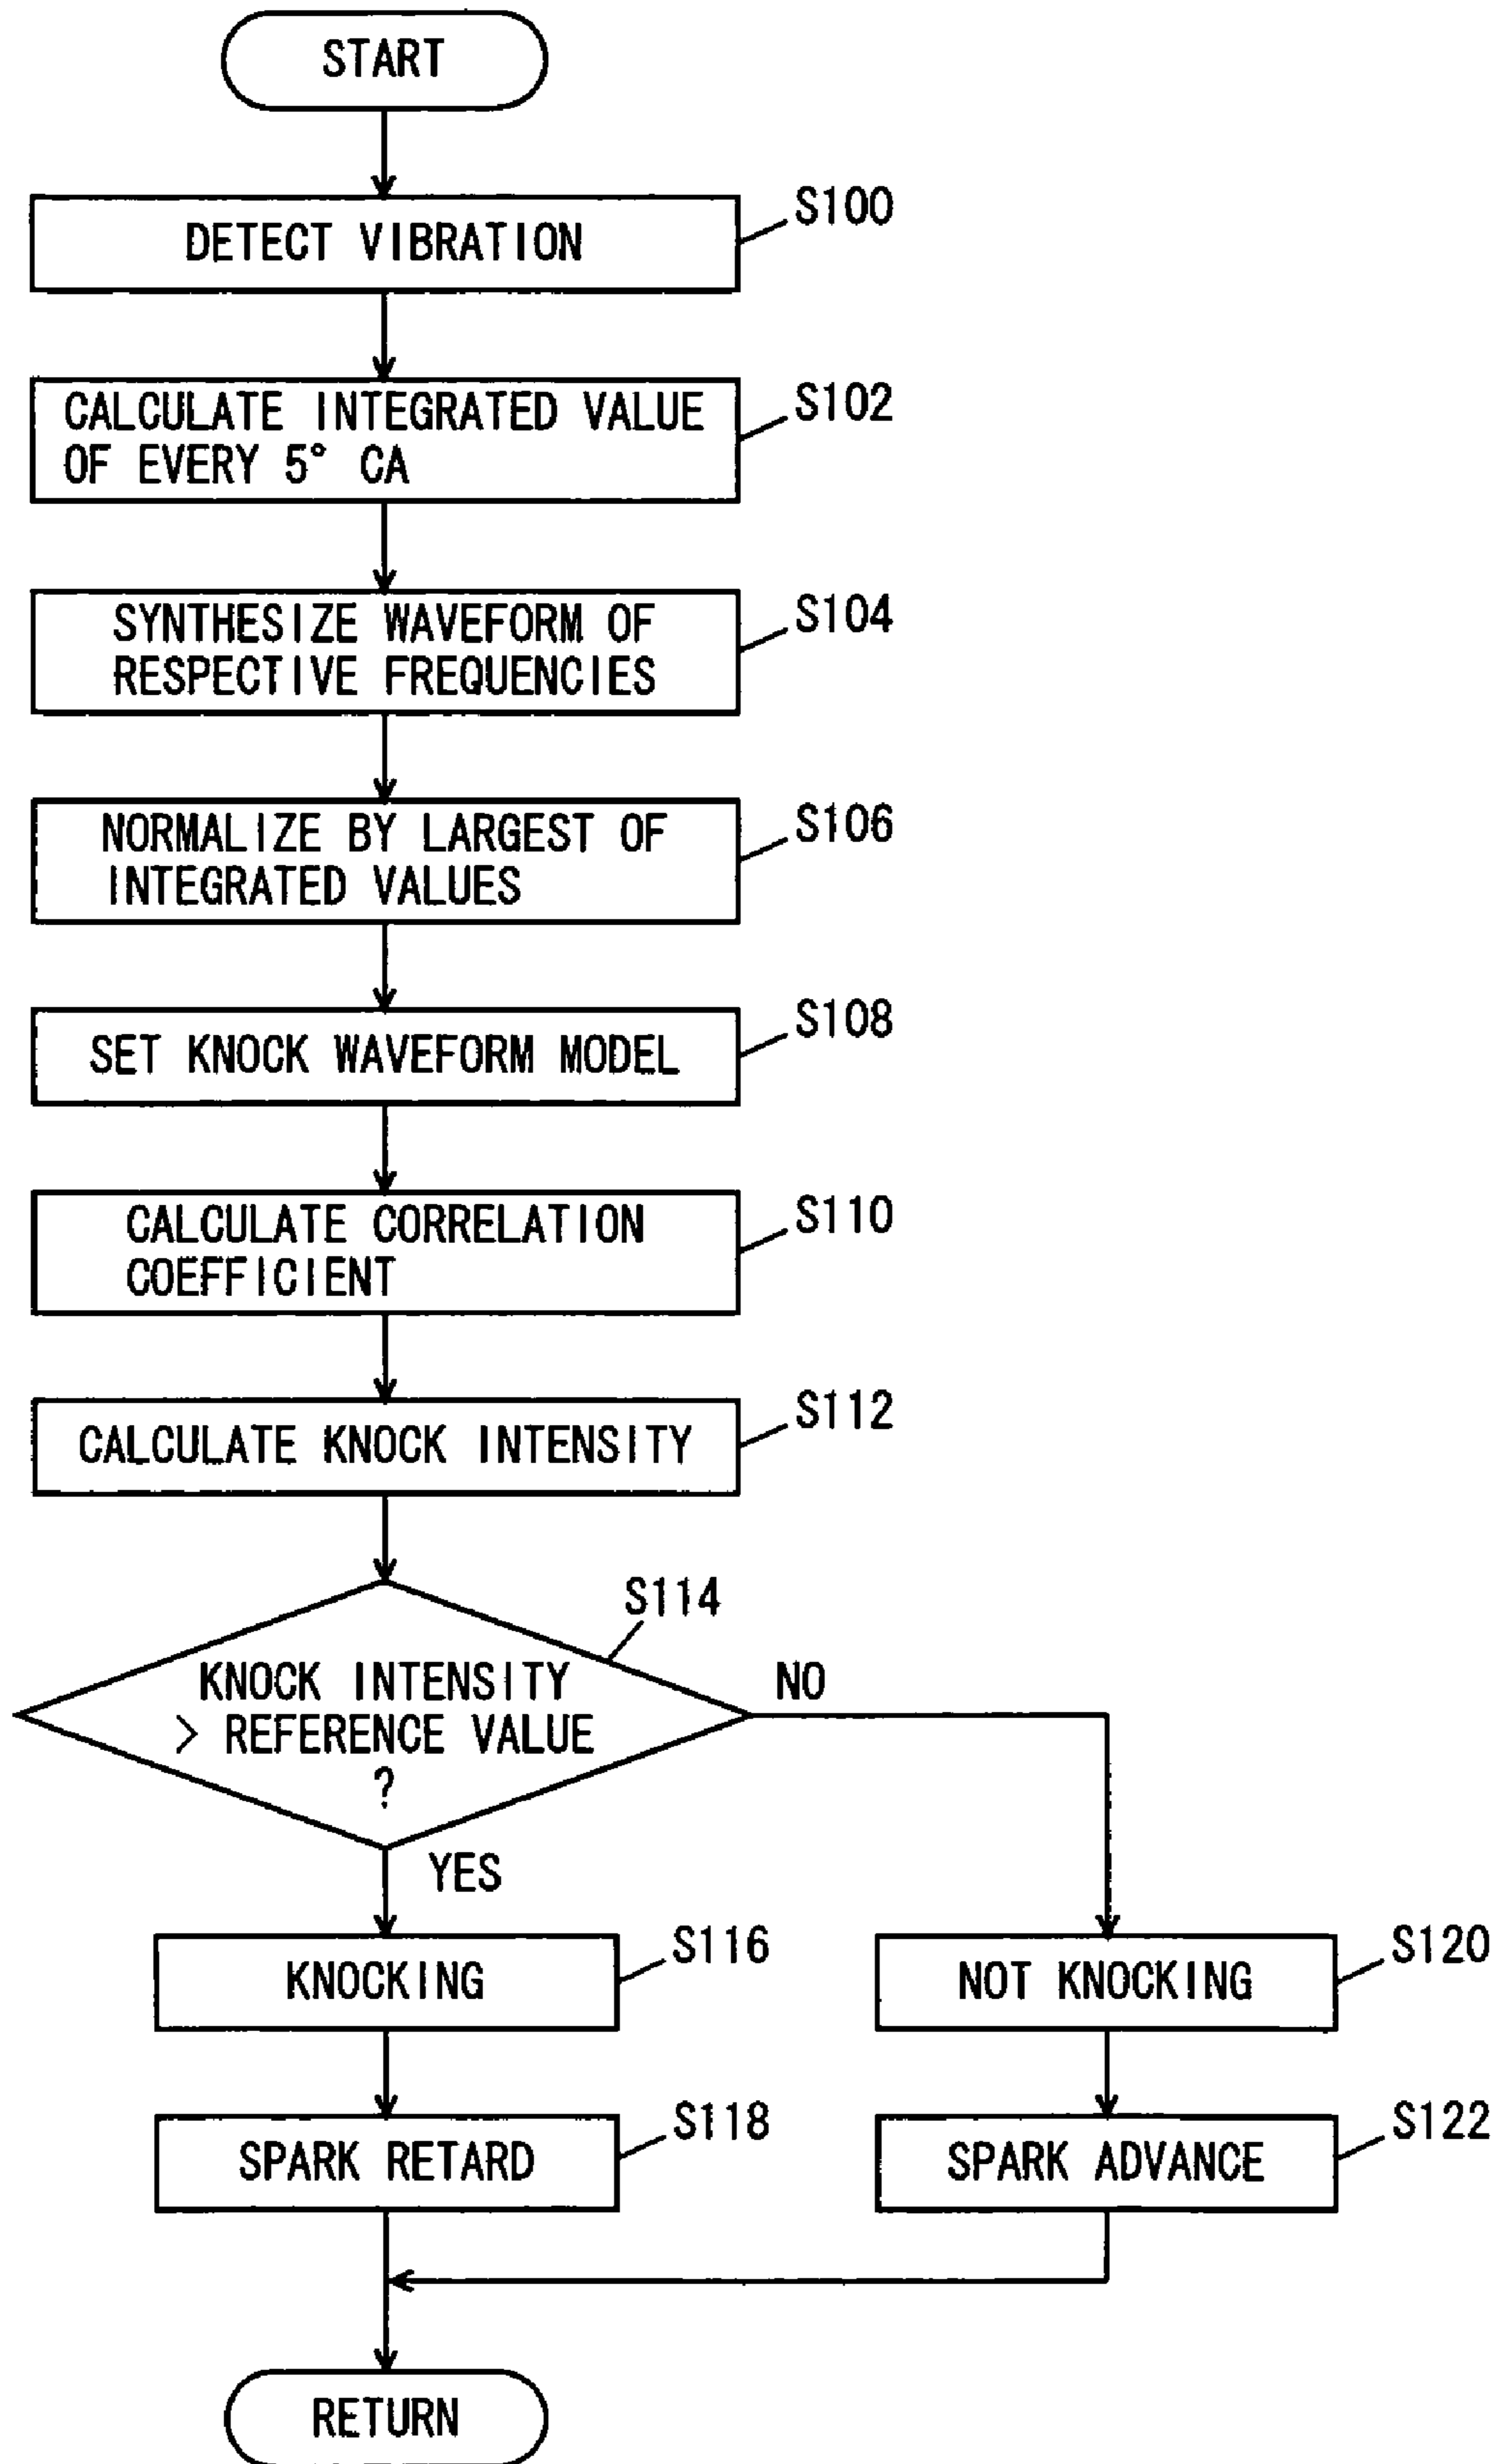 START
DETECT VIBRATION
S100
CALCULATE INTEGRATED VALUE
OF EVERY 5° CA
S102
SYNTHESIZE WAVEFORM OF
RESPECTIVE FREQUENCIES
S104
NORMALIZE BY LARGEST OF
INTEGRATED VALUES
S106
SET KNOCK WAVEFORM MODEL
S108
CALCULATE CORRELATION
COEFFICIENT
S110
CALCULATE KNOCK INTENSITY
S112
S114
KNOCK INTENSITY
> REFERENCE VALUE
?
NO
YES
KNOCKING
S116
NOT KNOCKING
S120
SPARK RETARD
S118
SPARK ADVANCE
S122
RETURN